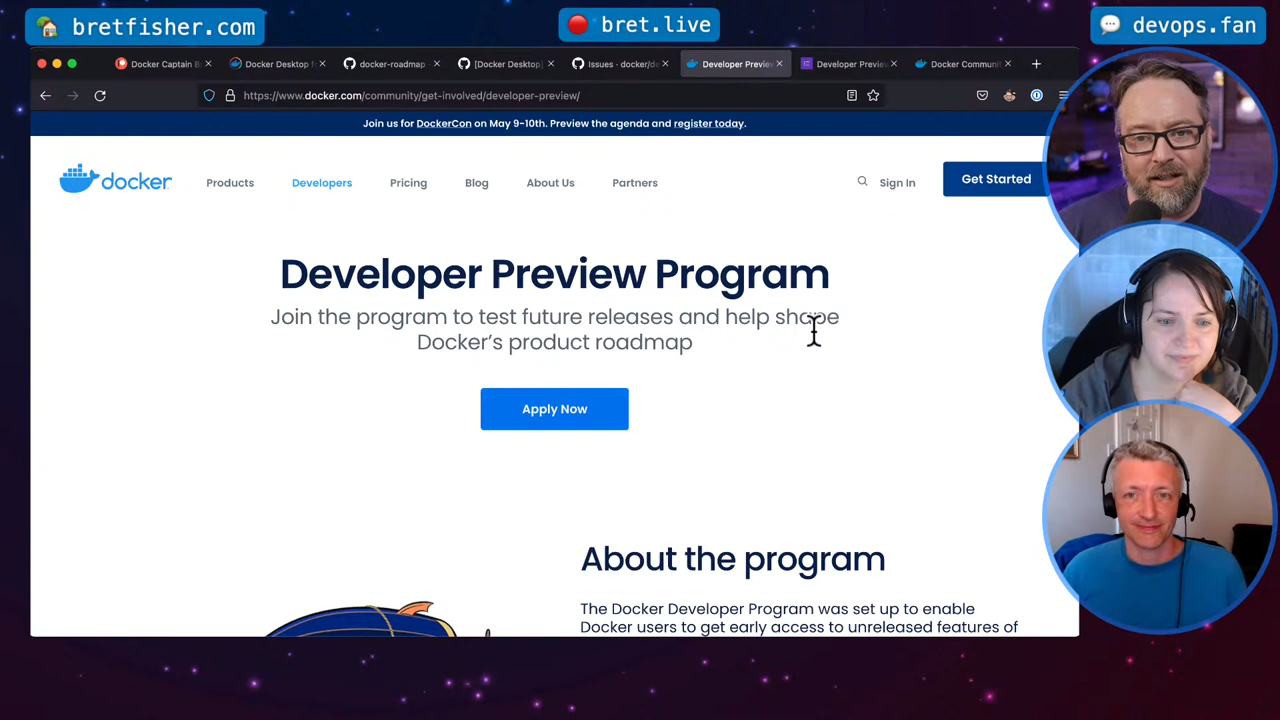 bretfisher.com
bret.live
devops.fan
Docker Captain B
Docker Desktop f
docker-roadmap
[Docker Desktop]
Issues · docker/de
Developer Preview
Developer Preview
Docker Communit
https://www.docker.com/community/get-involved/developer-preview/
Join us for DockerCon on May 9-10th. Preview the agenda and register today.
docker
Products
Developers
Pricing
Blog
About Us
Partners
Sign In
Get Started
Developer Preview Program
Join the program to test future releases and help shape
Docker's product roadmap
Apply Now
About the program
The Docker Developer Program was set up to enable
Docker users to get early access to unreleased features of